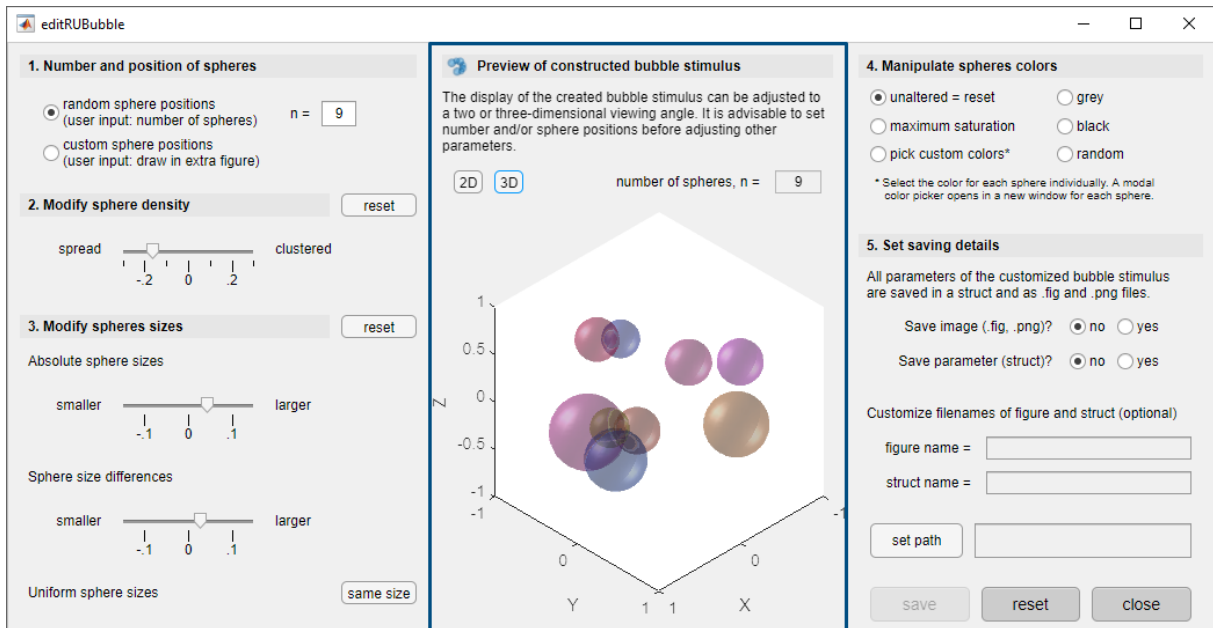 editRUBubble
1. Number and position of spheres
random sphere positions
(user input: number of spheres)
n = 9
custom sphere positions
(user input: draw in extra figure)
2. Modify sphere density
reset
spread
clustered
-.2 0 .2
3. Modify spheres sizes
reset
Absolute sphere sizes
smaller
larger
-.1 0 .1
Sphere size differences
smaller
larger
-.1 0 .1
Uniform sphere sizes
same size
Preview of constructed bubble stimulus
The display of the created bubble stimulus can be adjusted to
a two or three-dimensional viewing angle. It is advisable to set
number and/or sphere positions before adjusting other
parameters.
2D 3D
number of spheres, n = 9
1
0.5
Z
0
-0.5
-1
-1
-1
0
0
Y
1 1
X
4. Manipulate spheres colors
unaltered = reset
grey
maximum saturation
black
pick custom colors*
random
* Select the color for each sphere individually. A modal
color picker opens in a new window for each sphere.
5. Set saving details
All parameters of the customized bubble stimulus
are saved in a struct and as .fig and .png files.
Save image (.fig, .png)? no yes
Save parameter (struct)? no yes
Customize filenames of figure and struct (optional)
figure name =
struct name =
set path
save
reset
close